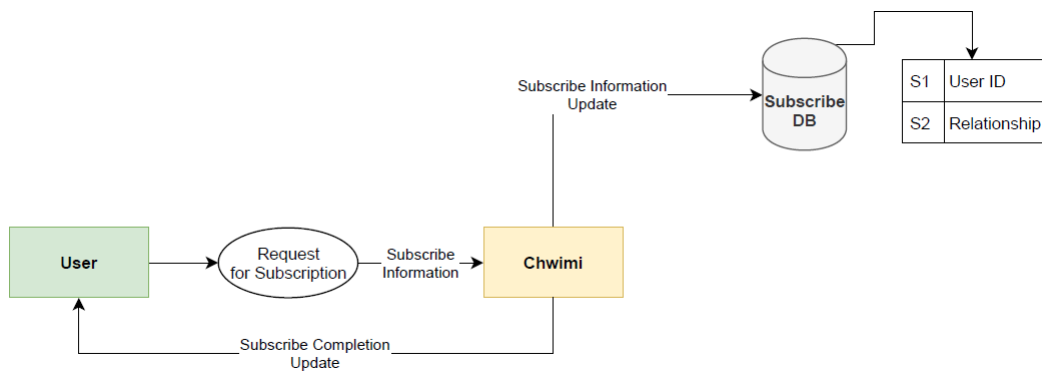 Subscribe Information
Update
Subscribe
DB
S1 User ID
S2 Relationship
User
Request
for Subscription
Subscribe
Information
Chwimi
Subscribe Completion
Update